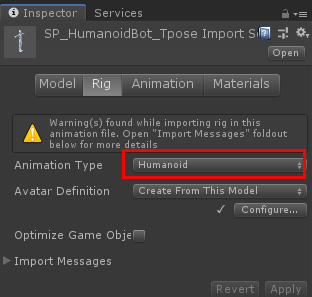 Inspector
Services
SP_HumanoidBot_Tpose Import Se
Open
Model Rig Animation Materials
Warning(s) found while importing rig in this
animation file. Open "Import Messages" foldout
below for more details
Animation Type Humanoid
Avatar Definition Create From This Model
Configure...
Optimize Game Obje
Import Messages
Revert Apply